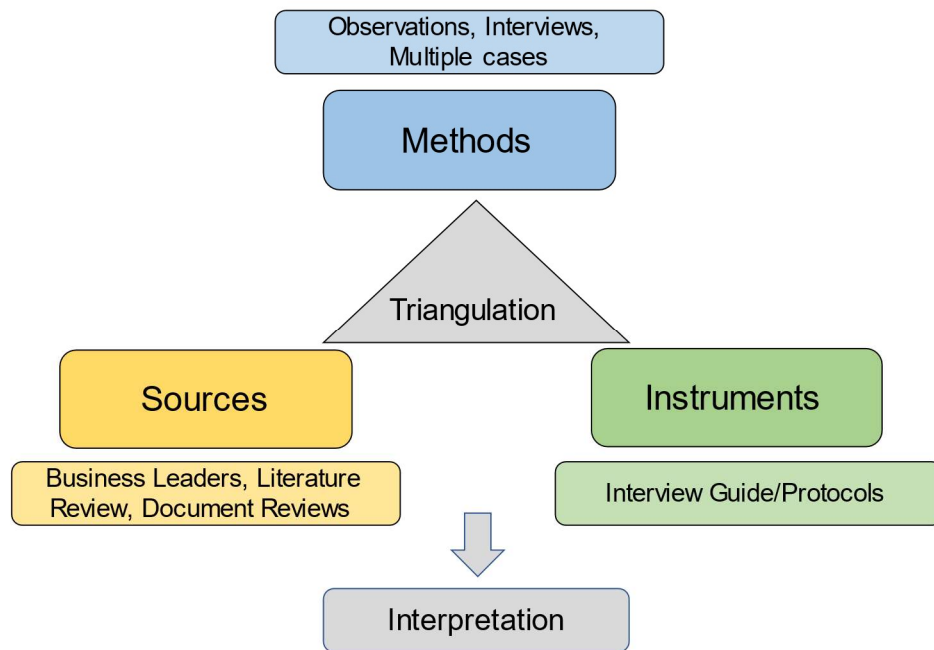 Observations, Interviews,
Multiple cases
Methods
Triangulation
Sources
Instruments
Business Leaders, Literature
Review, Document Reviews
Interview Guide/Protocols
Interpretation